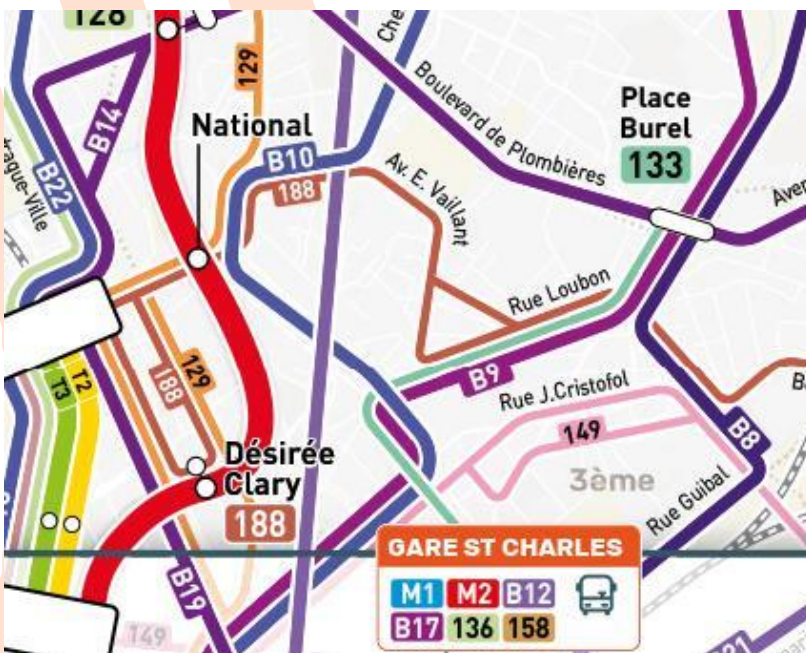 128
129
Che
National
B14
Boulevard de Plombières
Place
Burel
133
B22
B10
188
Av. E. Vaillant
Aven
Rue Loubon
188
129
T3
T2
B9
Rue J.Cristofol
149
B8
Désirée
Clary
188
3ème
Rue Guibal
GARE ST CHARLES
M1 M2 B12
B17 136 158
B19
149